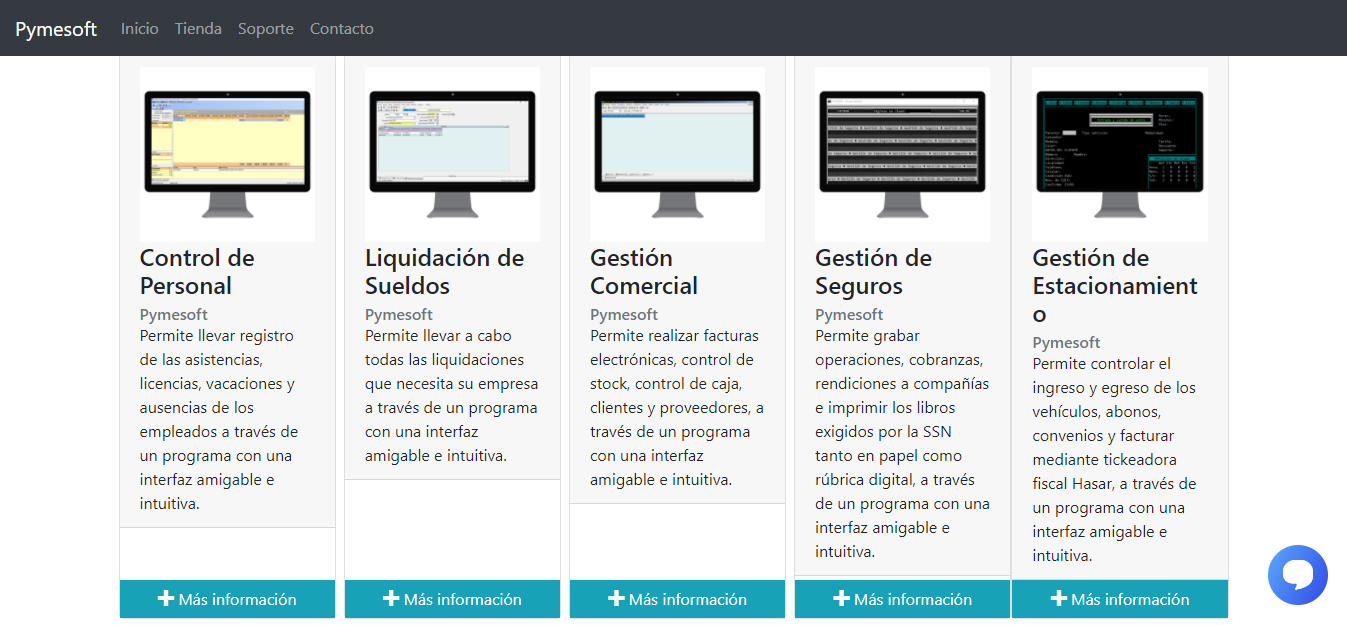 Pymesoft Inicio Tienda Soporte Contacto
Control de
Personal
Pymesoft
Permite llevar registro
de las asistencias,
licencias, vacaciones y
ausencias de los
empleados a través de
un programa con una
interfaz amigable e
intuitiva.
Más información
Liquidación de
Sueldos
Pymesoft
Permite llevar a cabo
todas las liquidaciones
que necesita su empresa
a través de un programa
con una interfaz
amigable e intuitiva.
Más información
Gestión
Comercial
Pymesoft
Permite realizar facturas
electrónicas, control de
stock, control de caja,
clientes y proveedores, a
través de un programa
con una interfaz
amigable e intuitiva.
Más información
Gestión de
Seguros
Pymesoft
Permite grabar
operaciones, cobranzas,
rendiciones a compañías
e imprimir los libros
exigidos por la SSN
tanto en papel como
rúbrica digital, a través
de un programa con una
interfaz amigable e
intuitiva.
Más información
Gestión de
Estacionamient
o
Pymesoft
Permite controlar el
ingreso y egreso de los
vehículos, abonos,
convenios y facturar
mediante tickeadora
fiscal Hasar, a través de
un programa con una
interfaz amigable e
intuitiva.
Más información